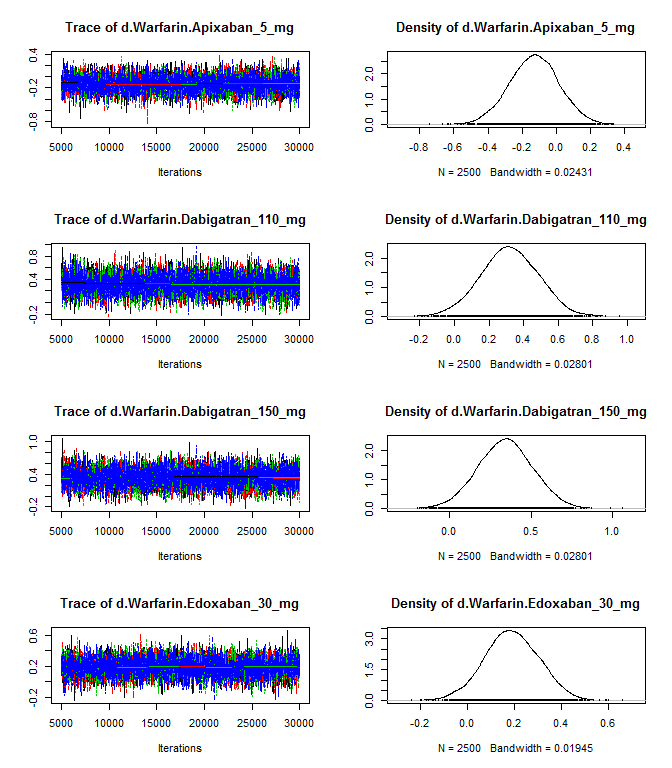 Trace of d.Warfarin.Apixaban_5_mg
-0.8 -0.2 0.4
5000 10000 15000 20000 25000 30000
Iterations
Density of d.Warfarin.Apixaban_5_mg
0.0 1.0 2.0
-0.8 -0.6 -0.4 -0.2 0.0 0.2 0.4
N = 2500 Bandwidth = 0.02431
Trace of d.Warfarin.Dabigatran_110_mg
-0.2 0.4 0.8
5000 10000 15000 20000 25000 30000
Iterations
Density of d.Warfarin.Dabigatran_110_mg
0.0 1.0 2.0
-0.2 0.0 0.2 0.4 0.6 0.8 1.0
N = 2500 Bandwidth = 0.02801
Trace of d.Warfarin.Dabigatran_150_mg
-0.2 0.4 1.0
5000 10000 15000 20000 25000 30000
Iterations
Density of d.Warfarin.Dabigatran_150_mg
0.0 1.0 2.0
0.0 0.5 1.0
N = 2500 Bandwidth = 0.02801
Trace of d.Warfarin.Edoxaban_30_mg
-0.2 0.2 0.6
5000 10000 15000 20000 25000 30000
Iterations
Density of d.Warfarin.Edoxaban_30_mg
0.0 1.5 3.0
-0.2 0.0 0.2 0.4 0.6
N = 2500 Bandwidth = 0.01945